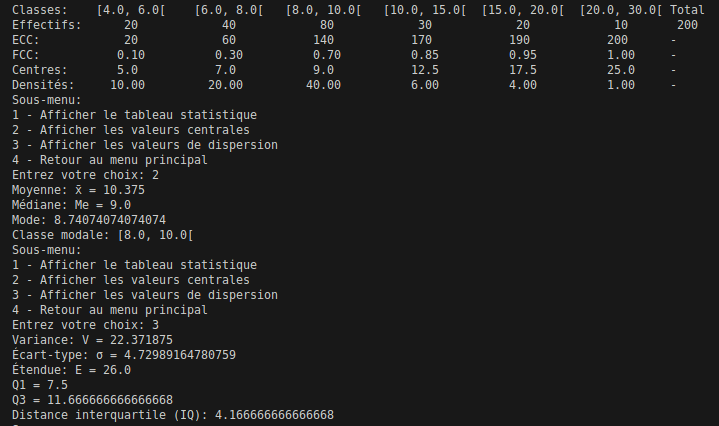 Classes: [4.0, 6.0[ [6.0, 8.0[ [8.0, 10.0[ [10.0, 15.0[ [15.0, 20.0[ [20.0, 30.0[ Total
Effectifs: 20 40 80 30 20 10 200
ECC: 20 60 140 170 190 200 -
FCC: 0.10 0.30 0.70 0.85 0.95 1.00 -
Centres: 5.0 7.0 9.0 12.5 17.5 25.0 -
Densités: 10.00 20.00 40.00 6.00 4.00 1.00 -
Sous-menu:
1 - Afficher le tableau statistique
2 - Afficher les valeurs centrales
3 - Afficher les valeurs de dispersion
4 - Retour au menu principal
Entrez votre choix: 2
Moyenne: x̄ = 10.375
Médiane: Me = 9.0
Mode: 8.74074074074074
Classe modale: [8.0, 10.0[
Sous-menu:
1 - Afficher le tableau statistique
2 - Afficher les valeurs centrales
3 - Afficher les valeurs de dispersion
4 - Retour au menu principal
Entrez votre choix: 3
Variance: V = 22.371875
Écart-type: σ = 4.72989164780759
Étendue: E = 26.0
Q1 = 7.5
Q3 = 11.666666666666668
Distance interquartile (IQ): 4.166666666666668